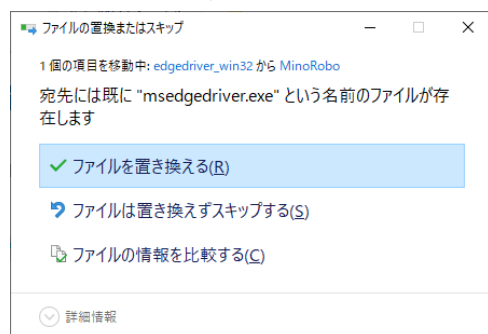 ファイルの置換またはスキップ
1 個の項目を移動中: edgedriver_win32 から MinoRobo
宛先には既に "msedgedriver.exe" という名前のファイルが存
在します
ファイルを置き換える(R)
ファイルは置き換えずスキップする(S)
ファイルの情報を比較する(C)
詳細情報